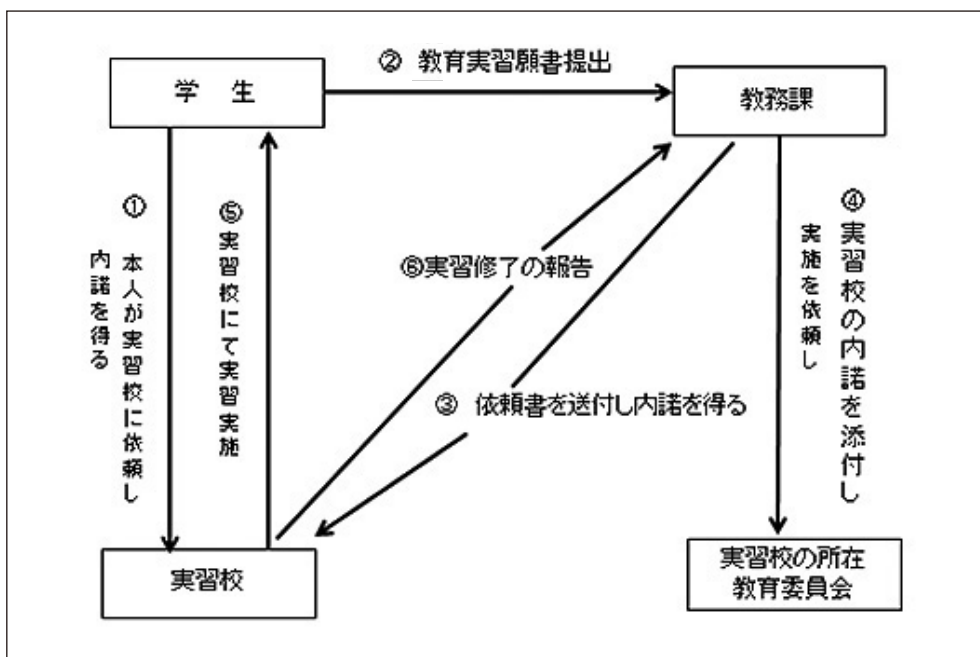 ② 教育実習願書提出
学 生
教務課
① 本人が実習校に依頼し
内諾を得る
⑤実習校にて実習実施
⑥実習修了の報告
③ 依頼書を送付し内諾を得る
④実習校の内諾を添付し
実施を依頼し
実習校
実習校の所在
教育委員会